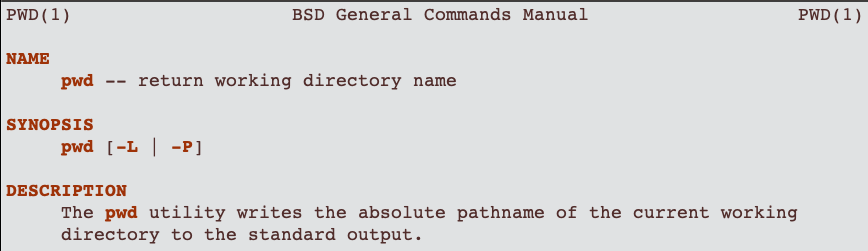 PWD(1) BSD General Commands Manual PWD(1)
NAME
pwd -- return working directory name
SYNOPSIS
pwd [-L | -P]
DESCRIPTION
The pwd utility writes the absolute pathname of the current working
directory to the standard output.